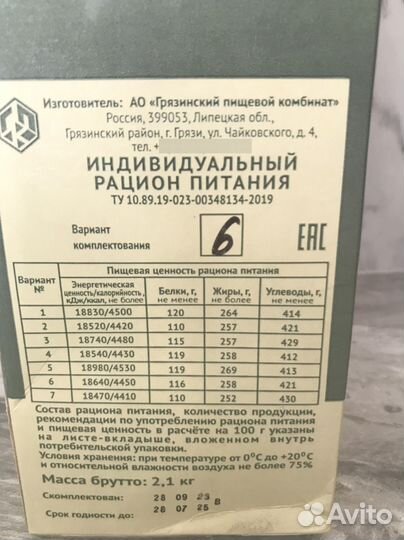 Изготовитель: АО «Грязинский пищевой комбинат»
Россия, 399053, Липецкая обл.,
Грязинский район, г. Грязи, ул. Чайковского, д. 4,
тел. +
ИНДИВИДУАЛЬНЫЙ
РАЦИОН ПИТАНИЯ
ТУ 10.89.19-023-00348134-2019
Вариант
комплектования
6
ЕАС
Вариант №
Пищевая ценность рациона питания
Энергетическая ценность/калорийность, кДж/ккал, не более
Белки, г, не менее
Жиры, г, не более
Углеводы, г, не менее
1 18830/4500 120 264 414
2 18520/4420 110 257 421
3 18740/4480 115 257 429
4 18540/4430 119 258 412
5 18980/4530 119 269 413
6 18640/4450 116 258 421
7 18470/4410 110 252 430
Состав рациона питания, количество продукции,
рекомендации по употреблению рациона питания
и пищевая ценность в расчёте на 100 г указаны
на листе-вкладыше, вложенном внутрь
потребительской упаковки.
Условия хранения: при температуре от 0°С до +20°С
и относительной влажности воздуха не более 75%
Масса брутто: 2,1 кг
Скомплектован: 28 09 23 В
Срок годности до: 28 07 25
Avito